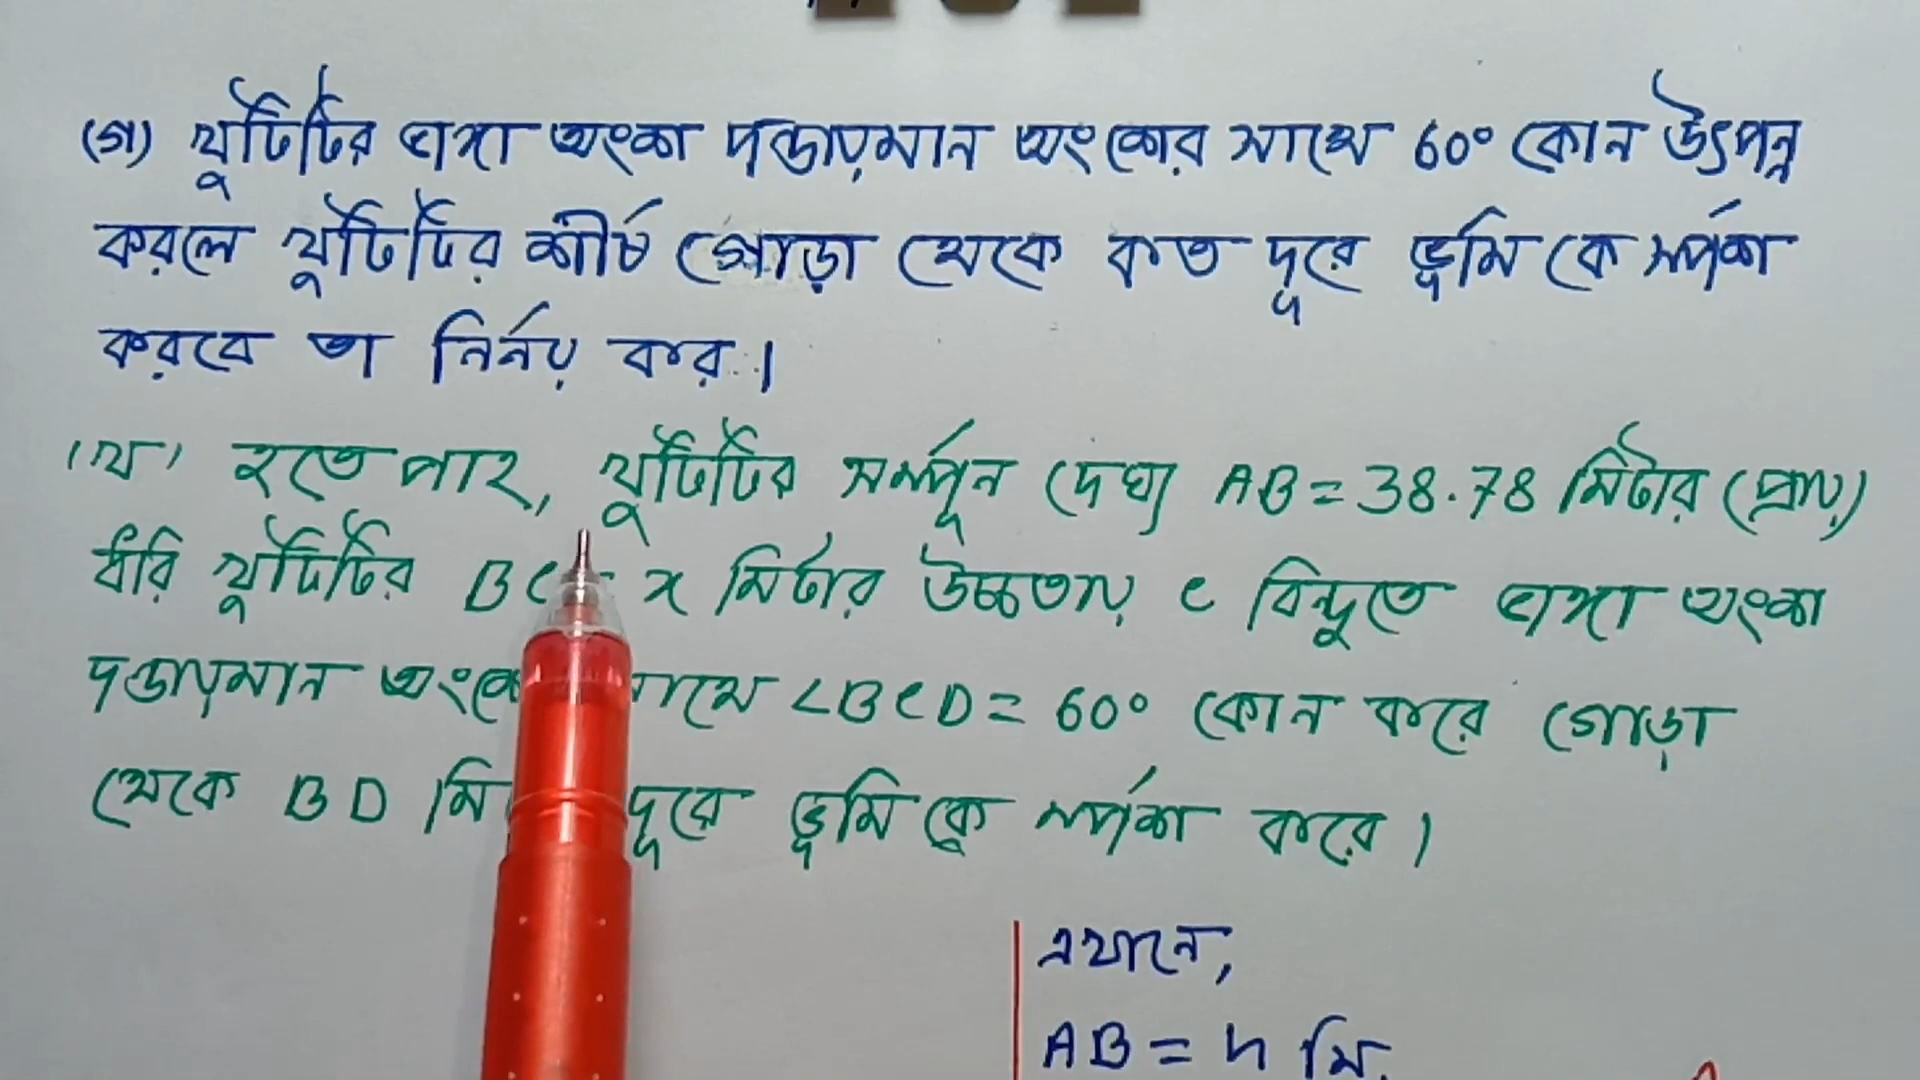 (গ) খুটিটির ভাঙ্গা অংশ দন্ডায়মান অংশের সাথে 60° কোন উৎপন্ন
করলে খুটিটির শীর্ষ গোড়া থেকে কত দূরে ভূমি কে স্পর্শ
করবে তা নির্নয় কর।
'খ' হতে পাই, খুটিটির সম্পূর্ন দৈর্ঘ্য AB = 38.78 মিটার (প্রায়)
ধরি খুটিটির BC = x মিটার উচ্চতায় C বিন্দুতে ভাঙ্গা অংশ
দন্ডায়মান অংশের সাথে ∠BCD = 60° কোন করে গোড়া
থেকে BD মি দূরে ভূমি কে স্পর্শ করে।
এখানে,
AB = h মি.